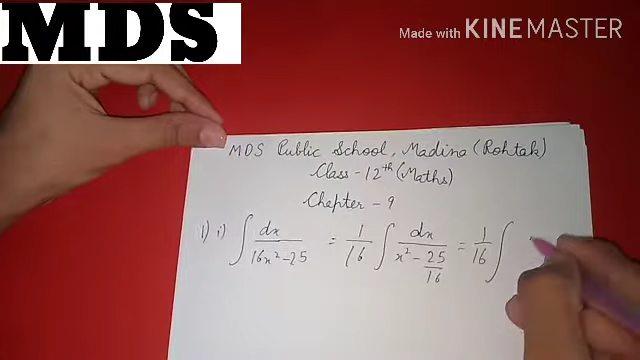 MDS
Made with KINEMASTER
MDS Public School, Madina (Rohtak)
Class - 12th (Maths)
Chapter - 9
1) i) ∫ dx/(16x² - 25) = 1/16 ∫ dx/(x² - 25/16) = 1/16 ∫